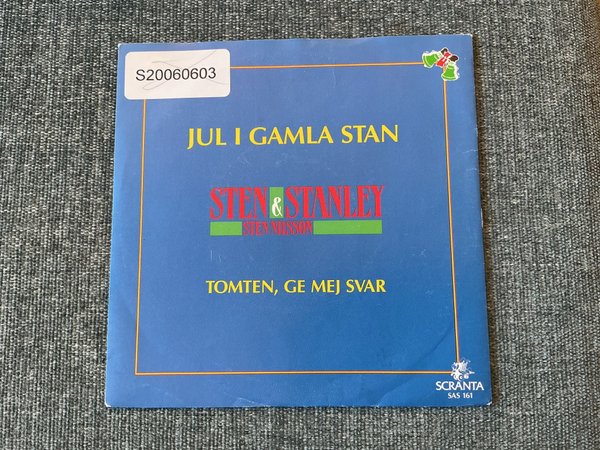 S20060603
JUL I GAMLA STAN
STEN & STANLEY
STEN NILSSON
TOMTEN, GE MEJ SVAR
SCRANTA
SAS 161